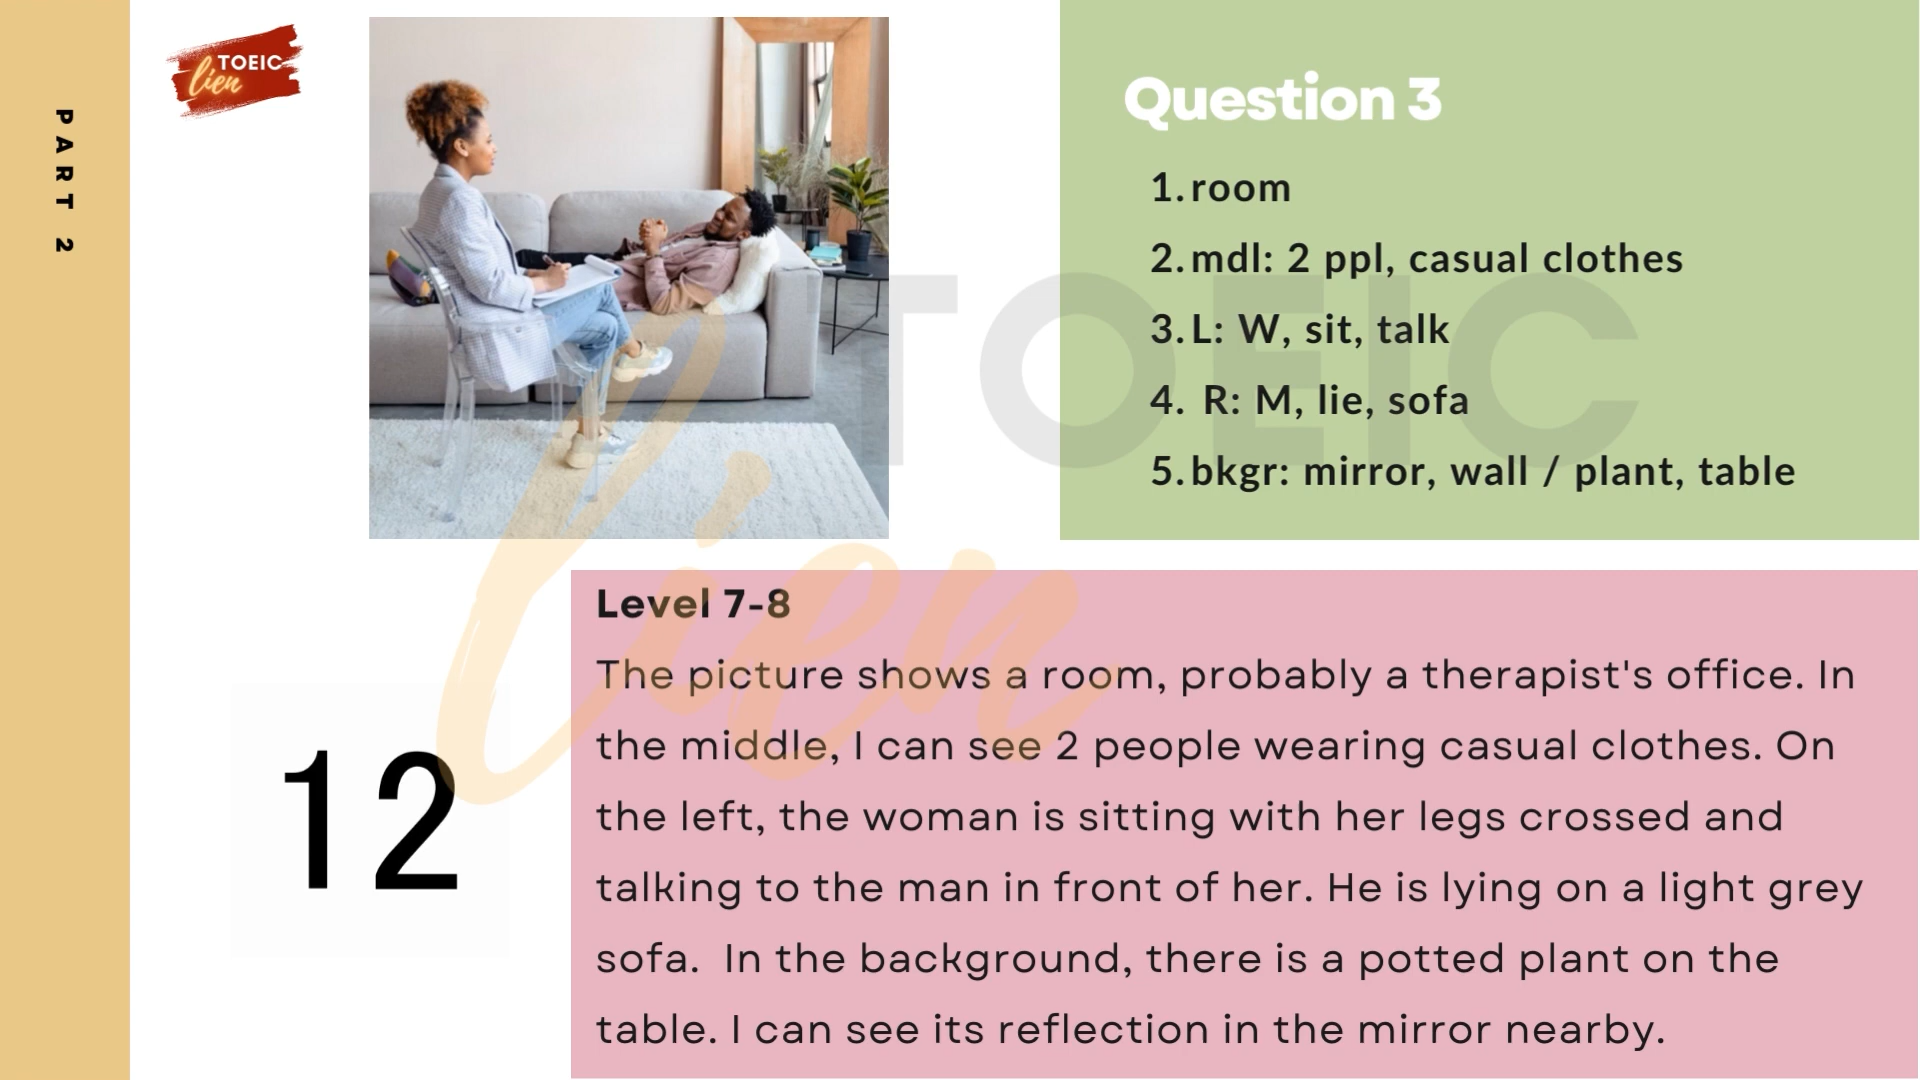 PART 2
TOEIC
lien
Question 3
1. room
2. mdl: 2 ppl, casual clothes
3. L: W, sit, talk
4. R: M, lie, sofa
5. bkgr: mirror, wall / plant, table
TOEIC
lien
12
Level 7-8
The picture shows a room, probably a therapist's office. In
the middle, I can see 2 people wearing casual clothes. On
the left, the woman is sitting with her legs crossed and
talking to the man in front of her. He is lying on a light grey
sofa.  In the background, there is a potted plant on the
table. I can see its reflection in the mirror nearby.